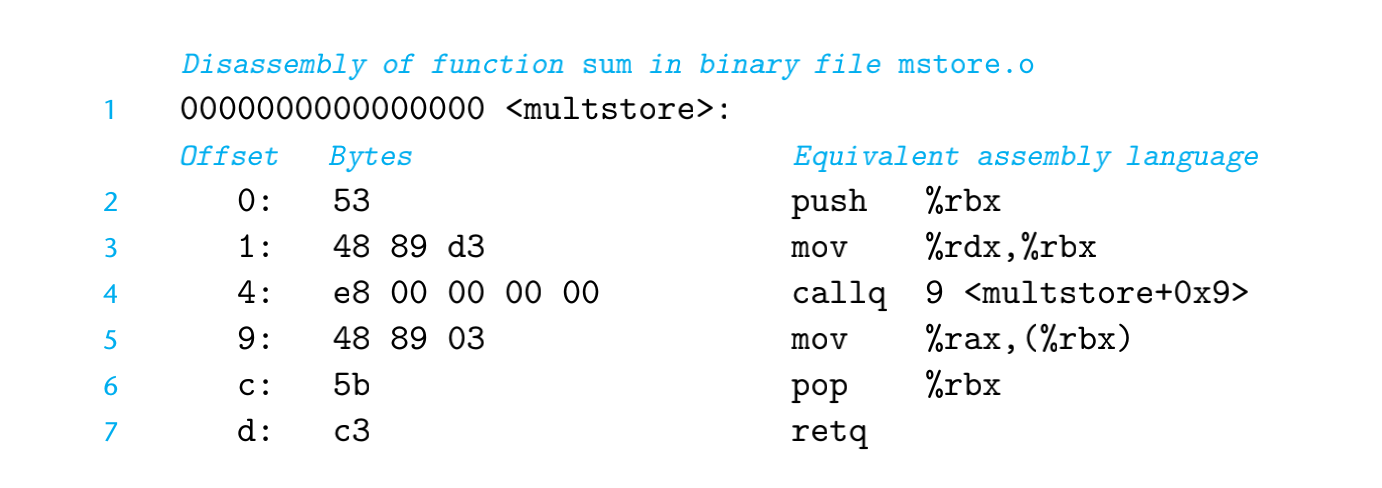 Disassembly of function sum in binary file mstore.o
1 0000000000000000 <multstore>:
Offset Bytes Equivalent assembly language
2 0: 53 push %rbx
3 1: 48 89 d3 mov %rdx,%rbx
4 4: e8 00 00 00 00 callq 9 <multstore+0x9>
5 9: 48 89 03 mov %rax,(%rbx)
6 c: 5b pop %rbx
7 d: c3 retq